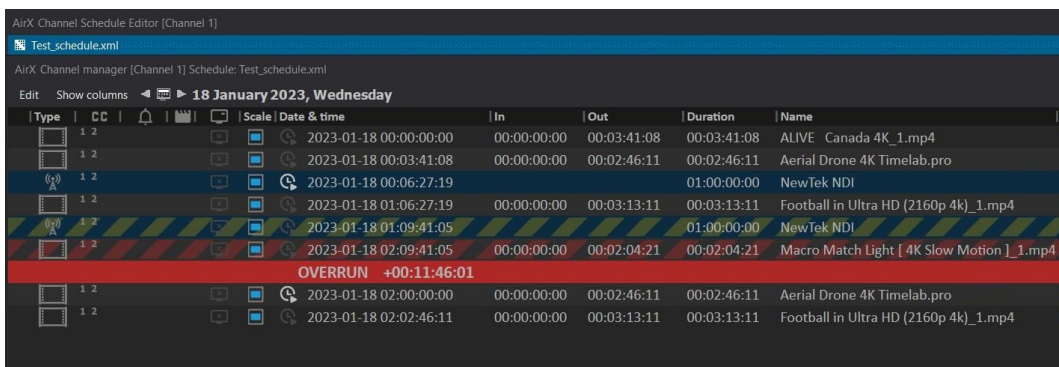 AirX Channel Schedule Editor [Channel 1]
Test_schedule.xml
AirX Channel manager [Channel 1] Schedule: Test_schedule.xml
Edit Show columns 18 January 2023, Wednesday
Type CC Scale Date & time In Out Duration Name
1 2 2023-01-18 00:00:00:00 00:00:00:00 00:03:41:08 00:03:41:08 ALIVE Canada 4K_1.mp4
1 2 2023-01-18 00:03:41:08 00:00:00:00 00:02:46:11 00:02:46:11 Aerial Drone 4K Timelab.pro
1 2 2023-01-18 00:06:27:19 01:00:00:00 NewTek NDI
1 2 2023-01-18 01:06:27:19 00:00:00:00 00:03:13:11 00:03:13:11 Football in Ultra HD (2160p 4k)_1.mp4
1 2 2023-01-18 01:09:41:05 01:00:00:00 NewTek NDI
1 2 2023-01-18 02:09:41:05 00:00:00:00 00:02:04:21 00:02:04:21 Macro Match Light [ 4K Slow Motion ]_1.mp4
OVERRUN +00:11:46:01
1 2 2023-01-18 02:00:00:00 00:00:00:00 00:02:46:11 00:02:46:11 Aerial Drone 4K Timelab.pro
1 2 2023-01-18 02:02:46:11 00:00:00:00 00:03:13:11 00:03:13:11 Football in Ultra HD (2160p 4k)_1.mp4